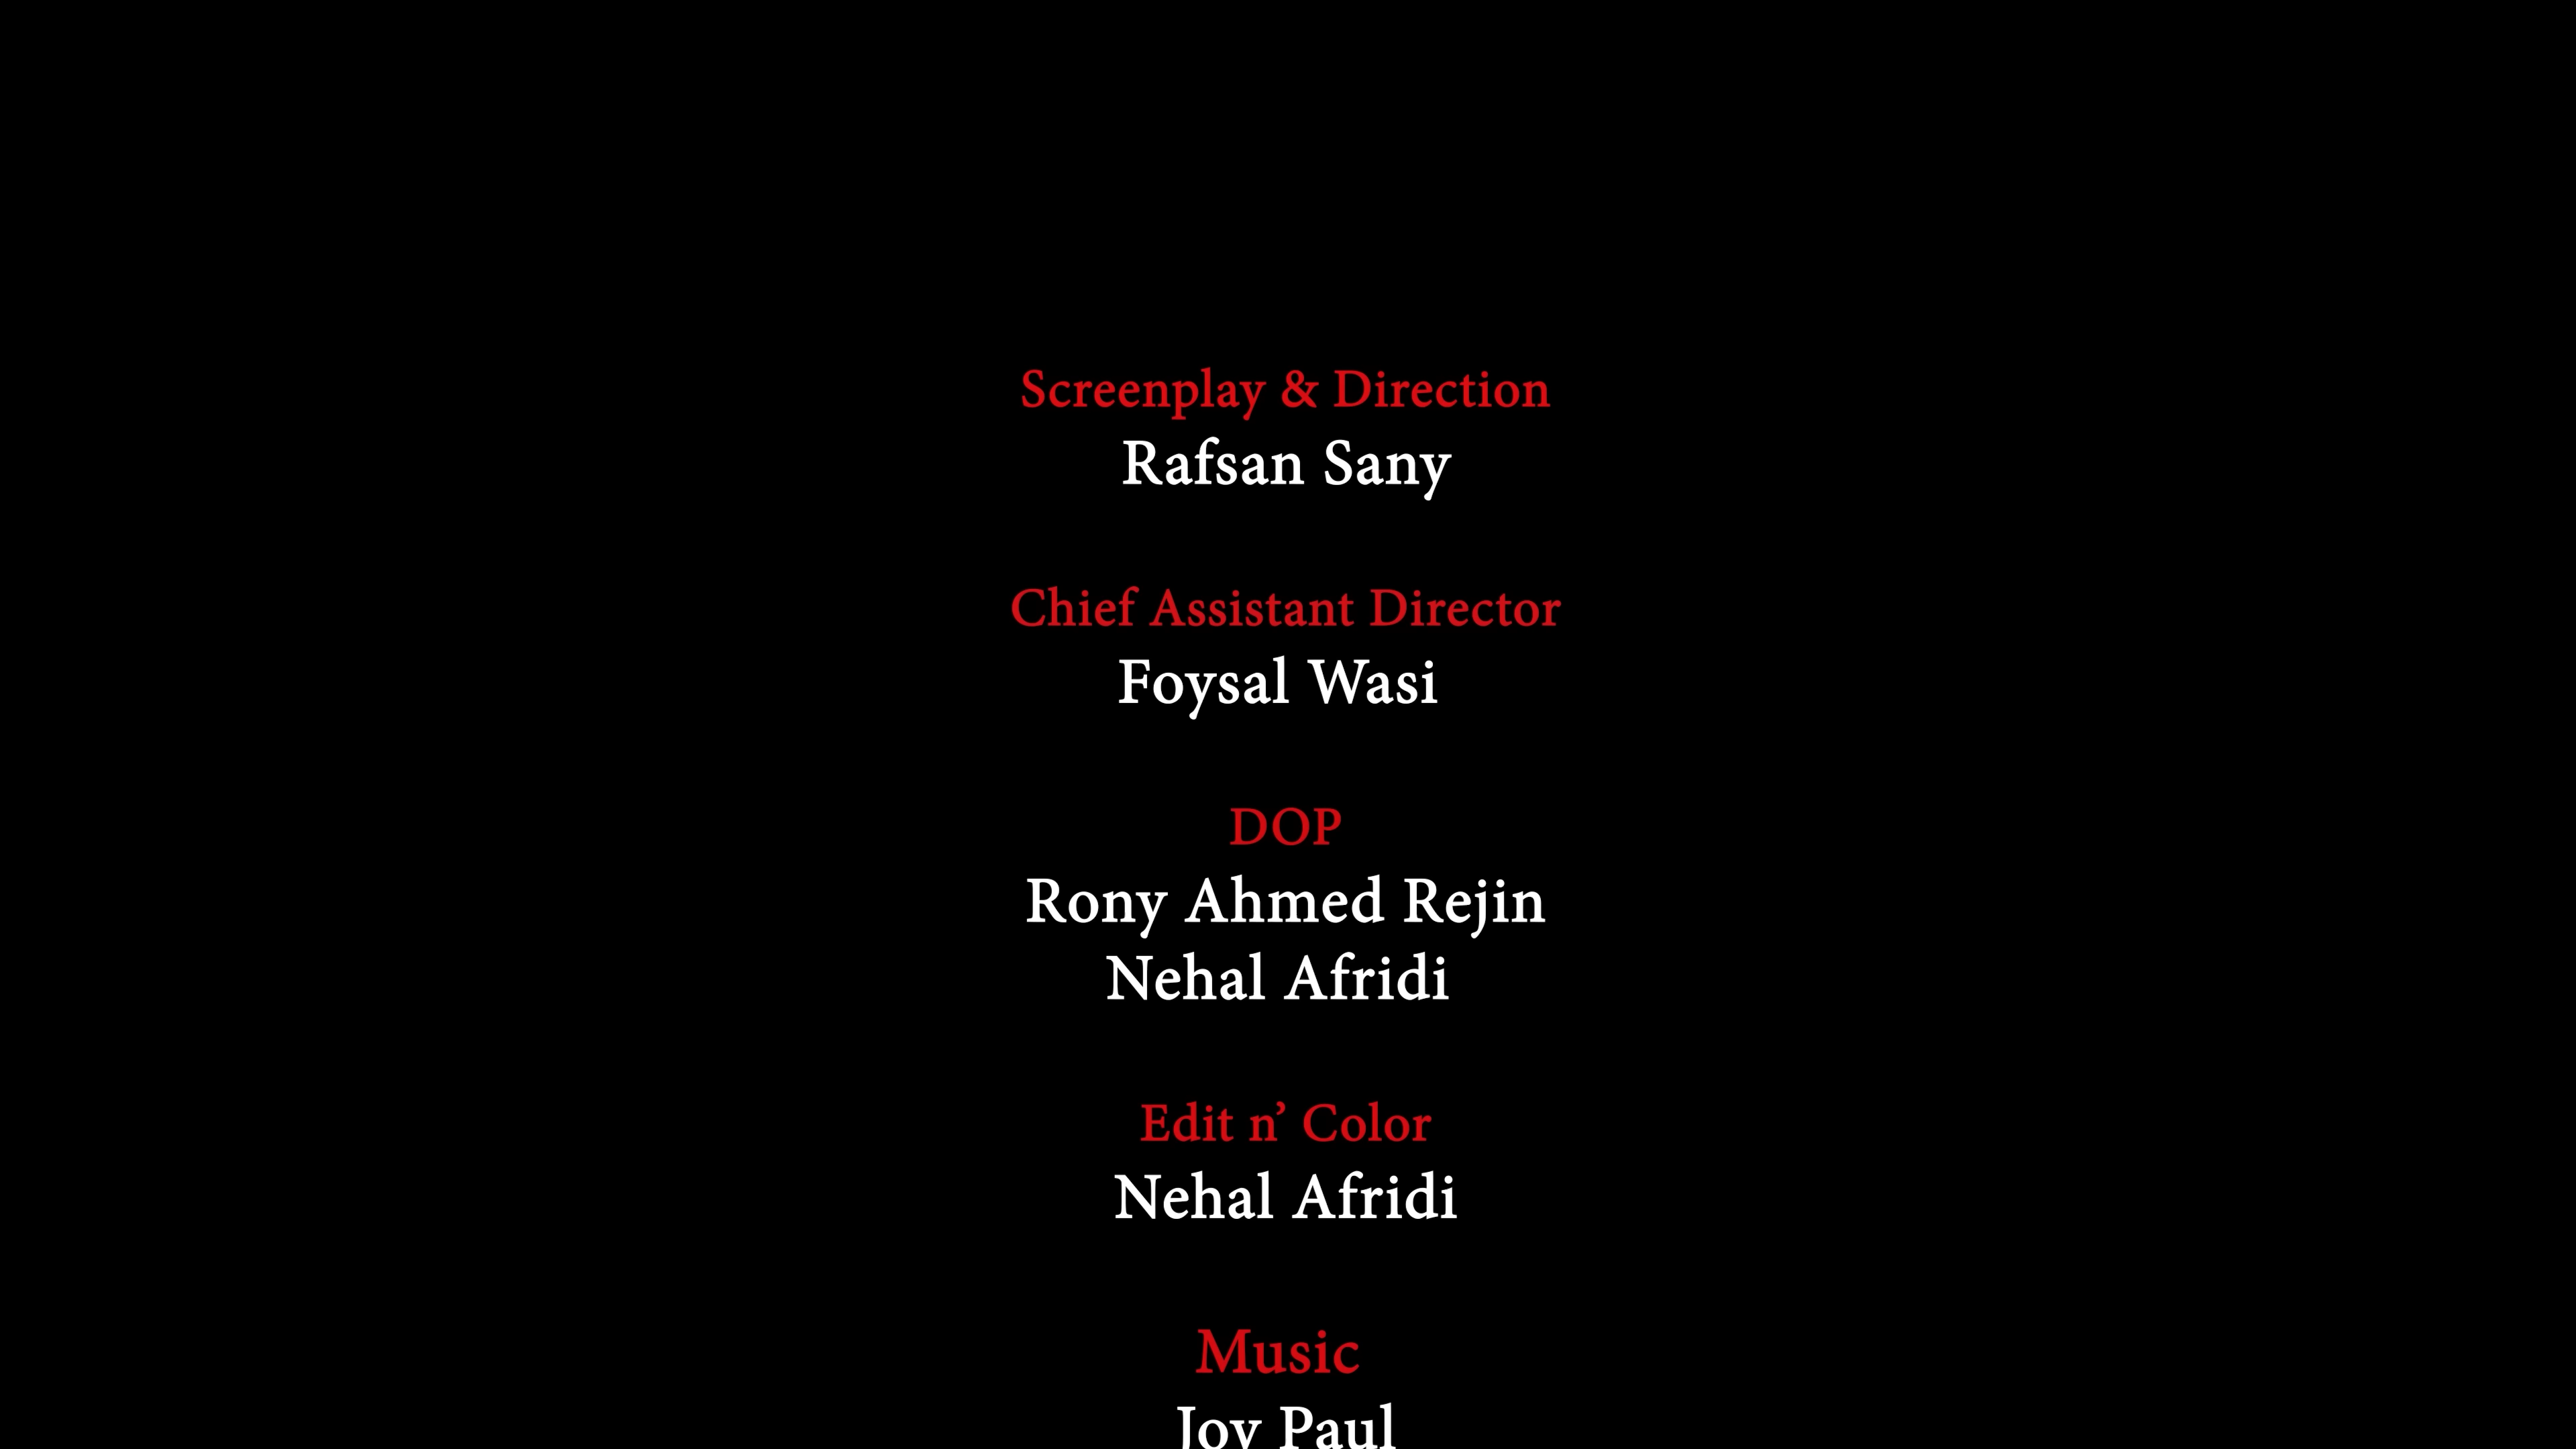 Screenplay & Direction
Rafsan Sany
Chief Assistant Director
Foysal Wasi
DOP
Rony Ahmed Rejin
Nehal Afridi
Edit n’ Color
Nehal Afridi
Music
Joy Paul